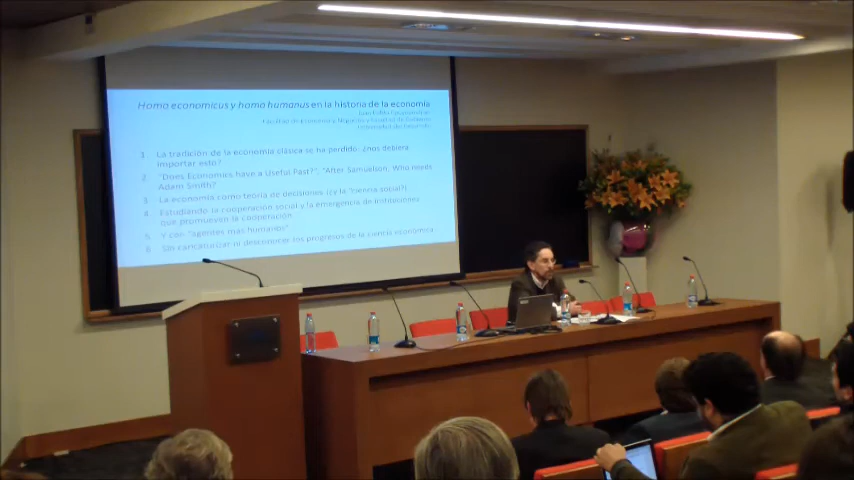 Homo economicus y homo humanus en la historia de la economía
Universidad del Desarrollo
1 La tradición de la economía clásica se ha perdido. ¿nos debiera
importar esto?
2 "Does Economics have a Useful Past?", "After Samuelson, Who needs
Adam Smith?"
3 La economía como teoría de decisiones ¿y la "ciencia social?
4 Estudiando la cooperación social y la emergencia de instituciones
que promueven la cooperación
5 Y con "agentes más humanos"
6 Sin caricaturizar ni desconocer los progresos de la ciencia económica